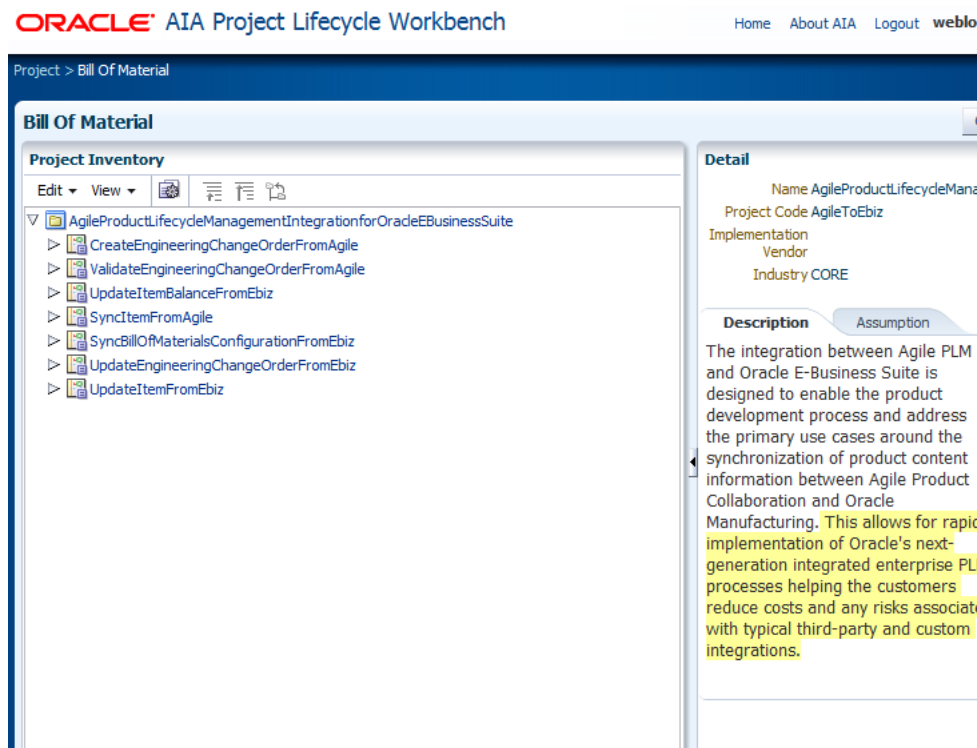 ORACLE AIA Project Lifecycle Workbench
Home About AIA Logout
Project > Bill Of Material
Bill Of Material
Project Inventory
Edit View
AgileProductLifecycleManagementIntegrationforOracleEBusinessSuite
CreateEngineeringChangeOrderFromAgile
ValidateEngineeringChangeOrderFromAgile
UpdateItemBalanceFromEbiz
SyncItemFromAgile
SyncBillOfMaterialsConfigurationFromEbiz
UpdateEngineeringChangeOrderFromEbiz
UpdateItemFromEbiz
Detail
Name
Project Code AgileToEbiz
Implementation
Vendor
Industry CORE
Description Assumption
The integration between Agile PLM
and Oracle E-Business Suite is
designed to enable the product
development process and address
the primary use cases around the
synchronization of product content
information between Agile Product
Collaboration and Oracle
Manufacturing. This allows for
implementation of Oracle's next-
generation integrated enterprise
processes helping the customers
reduce costs and any risks
with typical third-party and custom
integrations.